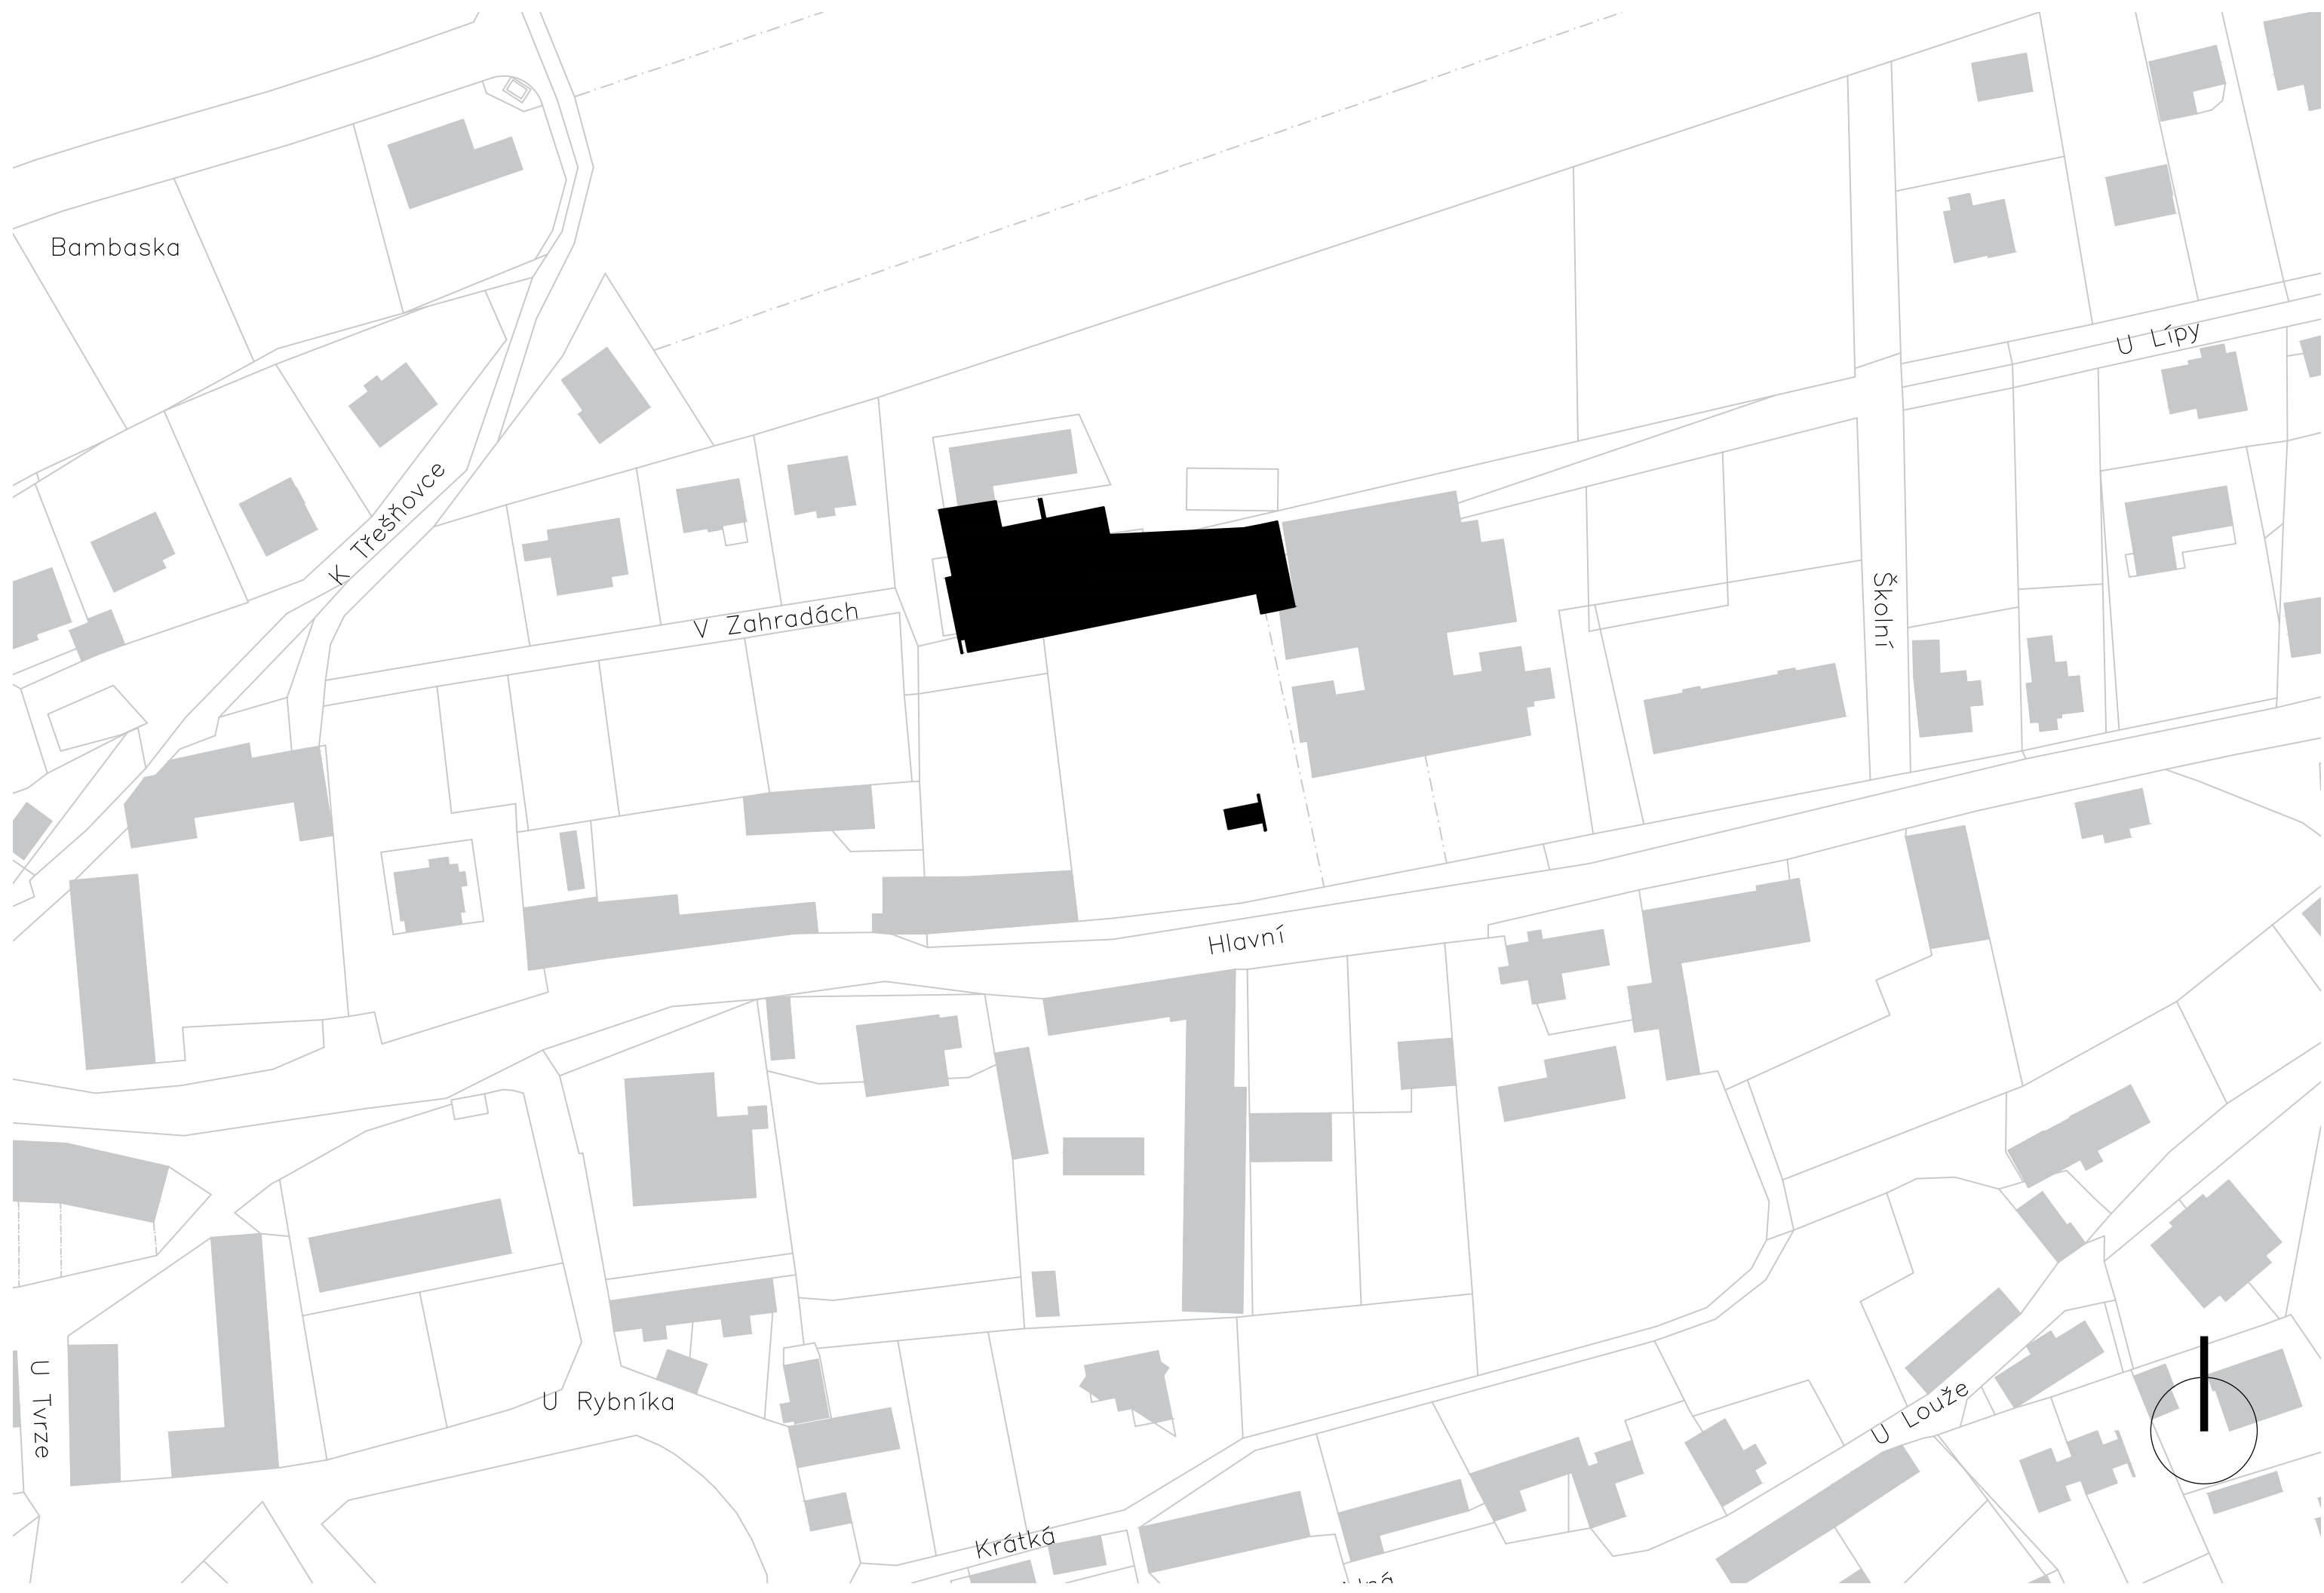 Bambaska
U Lípy
K Třešňovce
V Zahradách
Školní
Hlavní
U Tvrze
U Rybníka
U Louže
Krátká